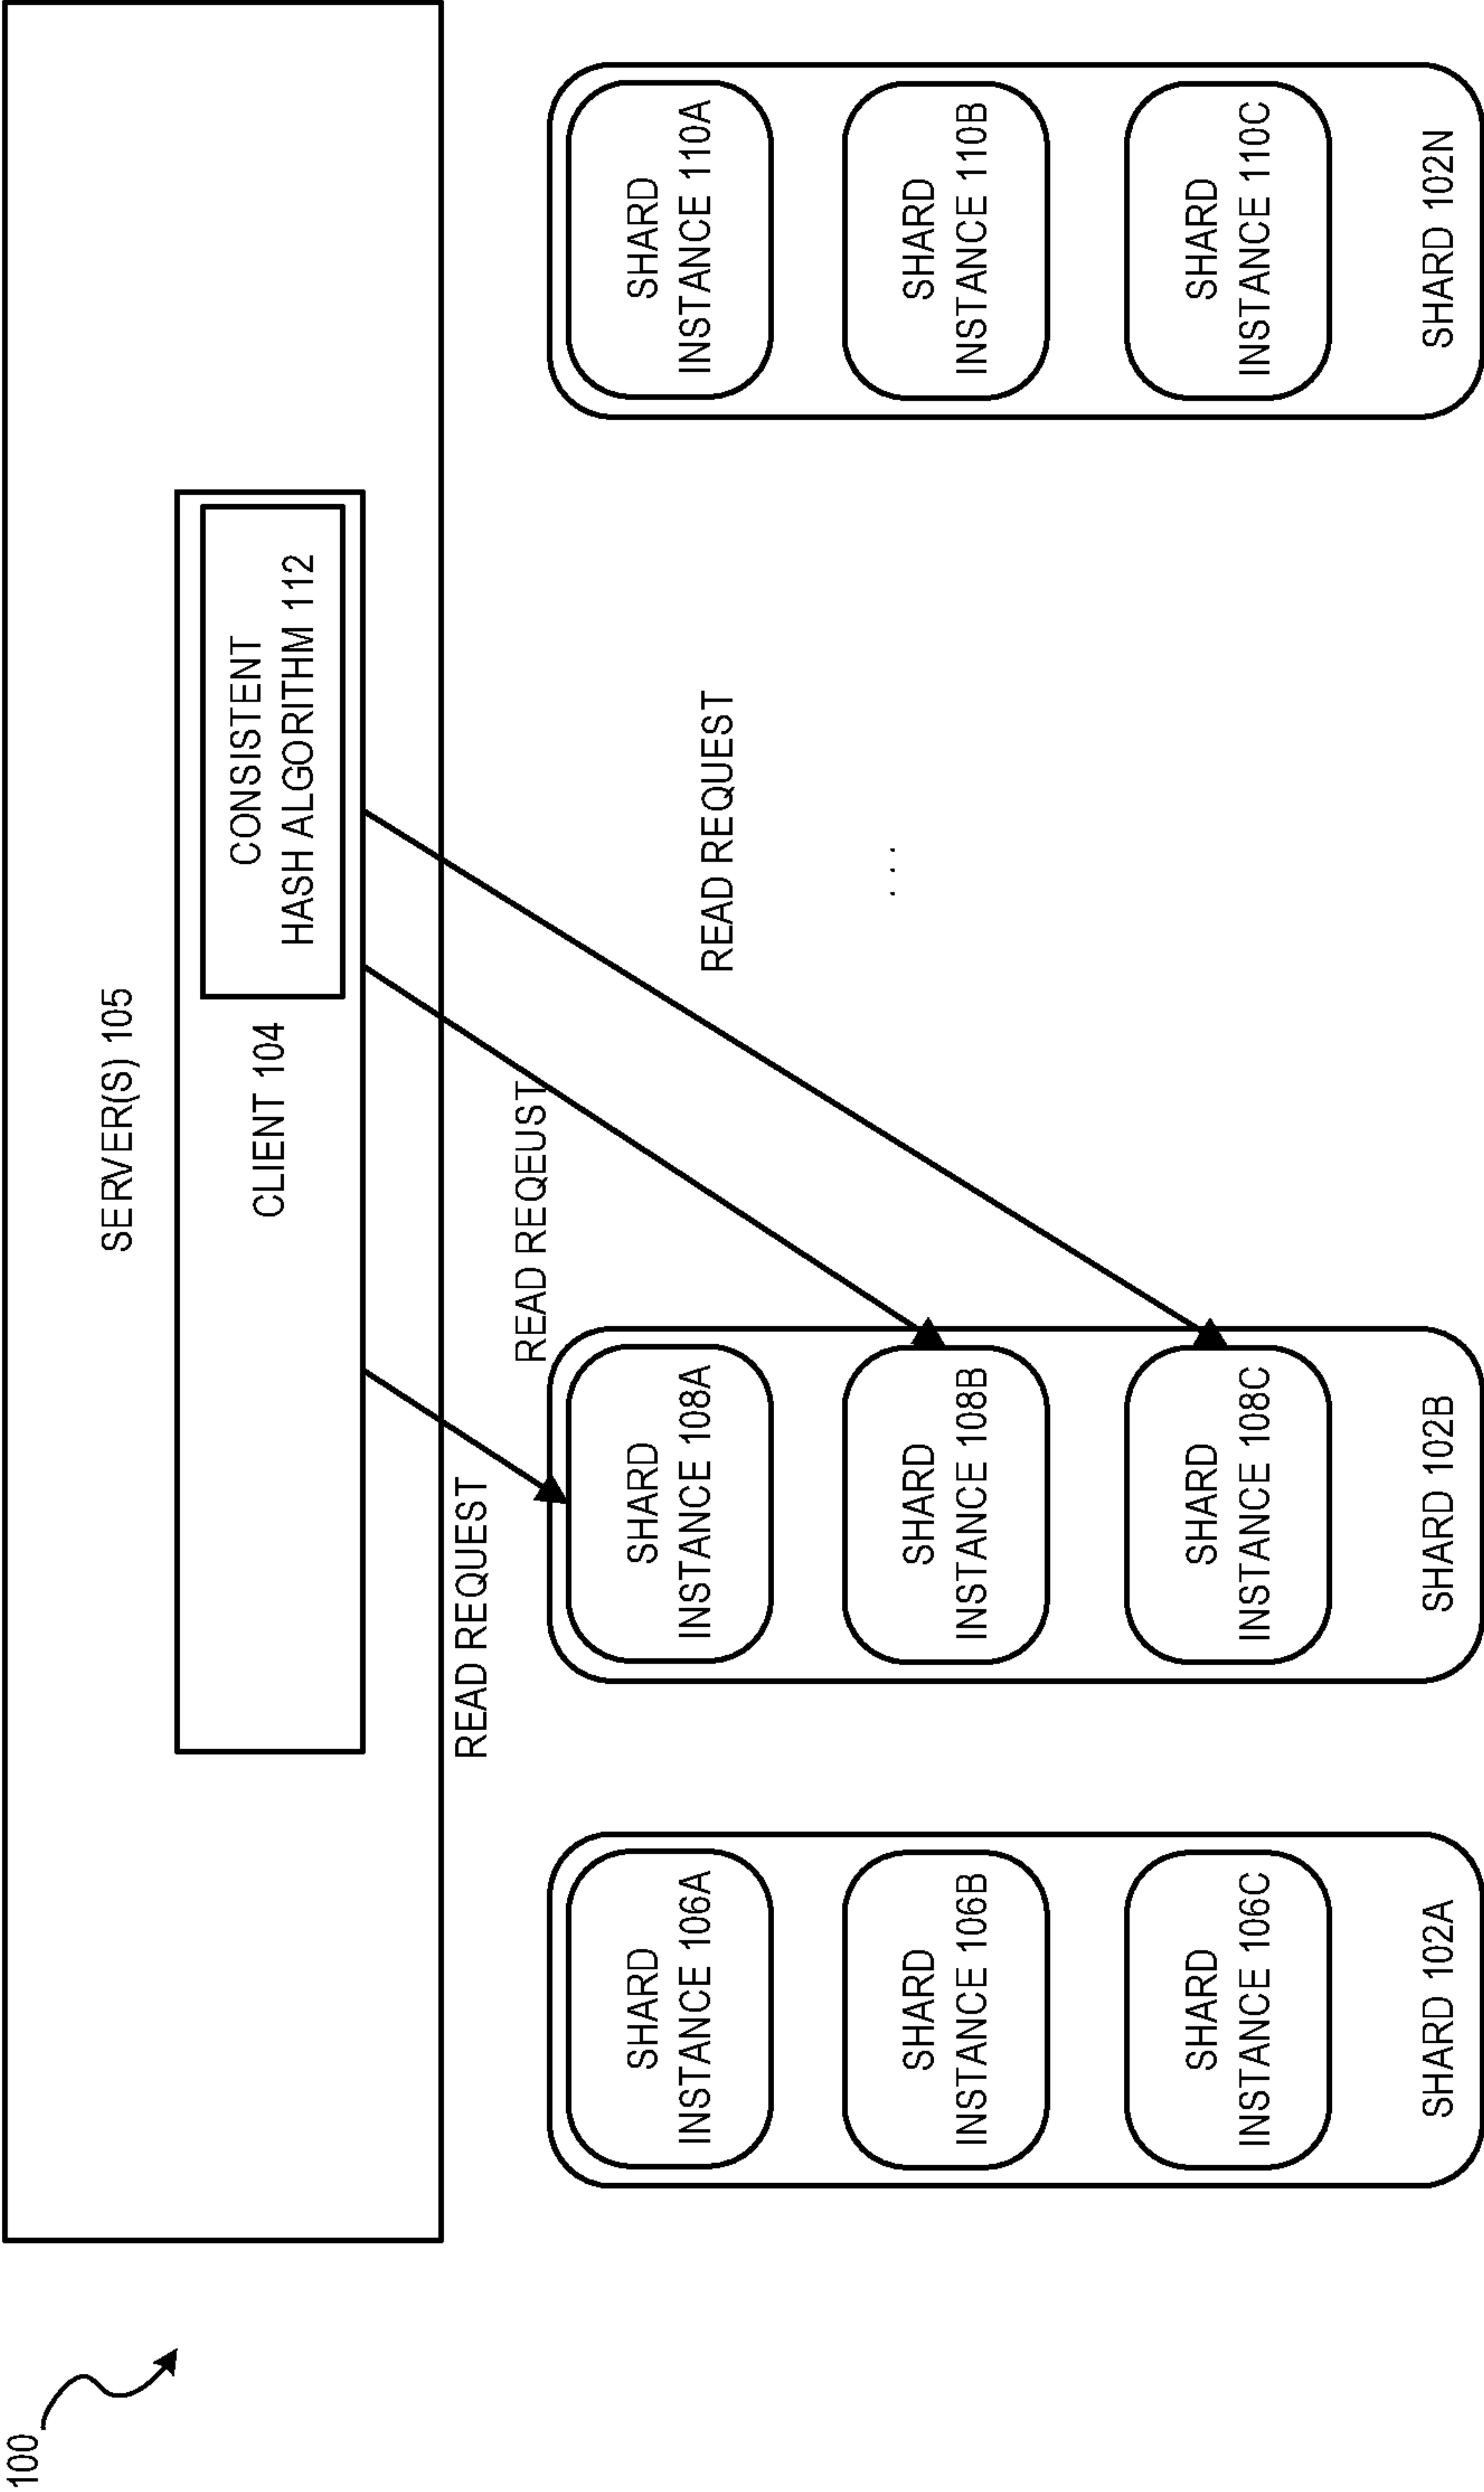 100
SERVER(S) 105
CLIENT 104
CONSISTENT
HASH ALGORITHM 112
READ REQUEST
READ REQEUST
READ REQUEST
. . .
SHARD
INSTANCE 106A
SHARD
INSTANCE 106B
SHARD
INSTANCE 106C
SHARD 102A
SHARD
INSTANCE 108A
SHARD
INSTANCE 108B
SHARD
INSTANCE 108C
SHARD 102B
SHARD
INSTANCE 110A
SHARD
INSTANCE 110B
SHARD
INSTANCE 110C
SHARD 102N